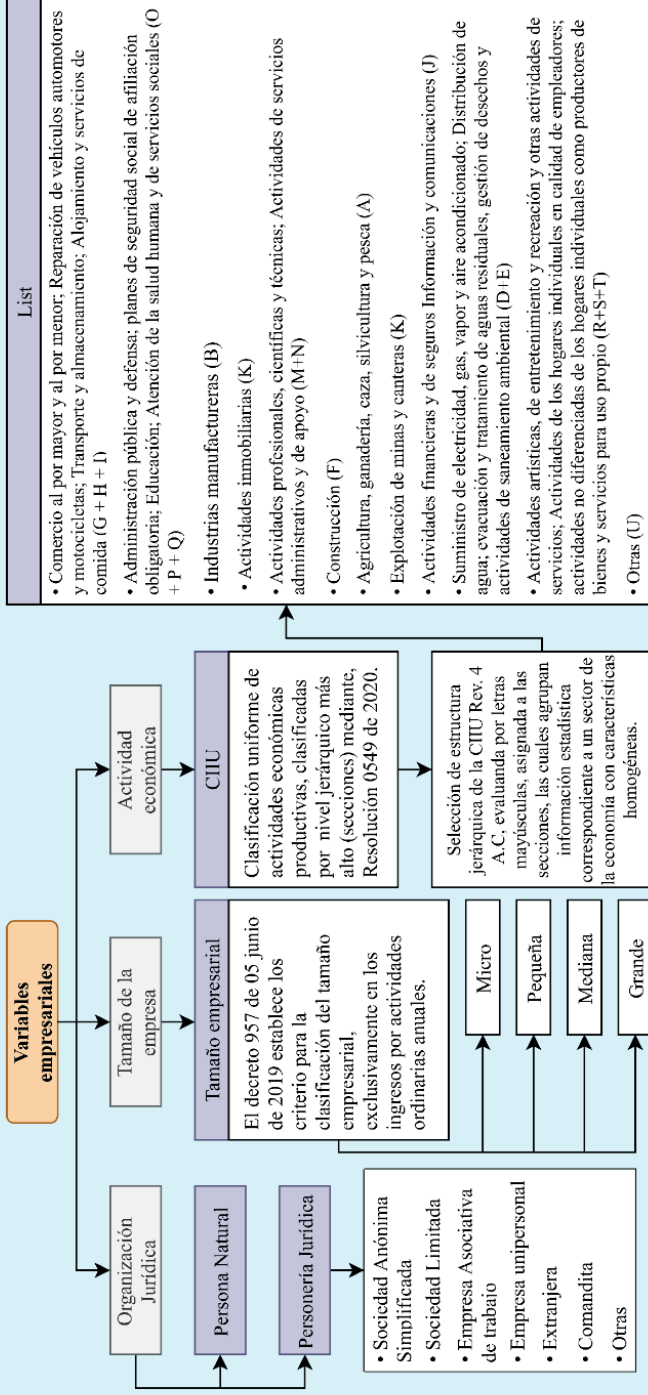 Variables
empresariales
Organización
Jurídica
Persona Natural
Personería Jurídica
• Sociedad Anónima
Simplificada
• Sociedad Limitada
• Empresa Asociativa
de trabajo
• Empresa unipersonal
• Extranjera
• Comandita
• Otras
Tamaño de la
empresa
Tamaño empresarial
El decreto 957 de 05 junio
de 2019 establece los
criterio para la
clasificación del tamaño
empresarial,
exclusivamente en los
ingresos por actividades
ordinarias anuales.
Micro
Pequeña
Mediana
Grande
Actividad
económica
CIIU
Clasificación uniforme de
actividades económicas
productivas, clasificadas
por nivel jerárquico más
alto (secciones) mediante,
Resolución 0549 de 2020.
Selección de estructura
jerárquica de la CIIU Rev. 4
A.C, evaluanda por letras
mayúsculas, asignada a las
secciones, las cuales agrupan
información estadística
correspondiente a un sector de
la economía con características
homogéneas.
List
• Comercio al por mayor y al por menor; Reparación de vehículos automotores
y motocicletas; Transporte y almacenamiento; Alojamiento y servicios de
comida (G + H + I)
• Administración pública y defensa; planes de seguridad social de afiliación
obligatoria; Educación; Atención de la salud humana y de servicios sociales (O
+ P + Q)
• Industrias manufactureras (B)
• Actividades inmobiliarias (K)
• Actividades profesionales, científicas y técnicas; Actividades de servicios
administrativos y de apoyo (M+N)
• Construcción (F)
• Agricultura, ganadería, caza, silvicultura y pesca (A)
• Explotación de minas y canteras (K)
• Actividades financieras y de seguros Información y comunicaciones (J)
• Suministro de electricidad, gas, vapor y aire acondicionado; Distribución de
agua; evacuación y tratamiento de aguas residuales, gestión de desechos y
actividades de saneamiento ambiental (D+E)
• Actividades artísticas, de entretenimiento y recreación y otras actividades de
servicios; Actividades de los hogares individuales en calidad de empleadores;
actividades no diferenciadas de los hogares individuales como productores de
bienes y servicios para uso propio (R+S+T)
• Otras (U)